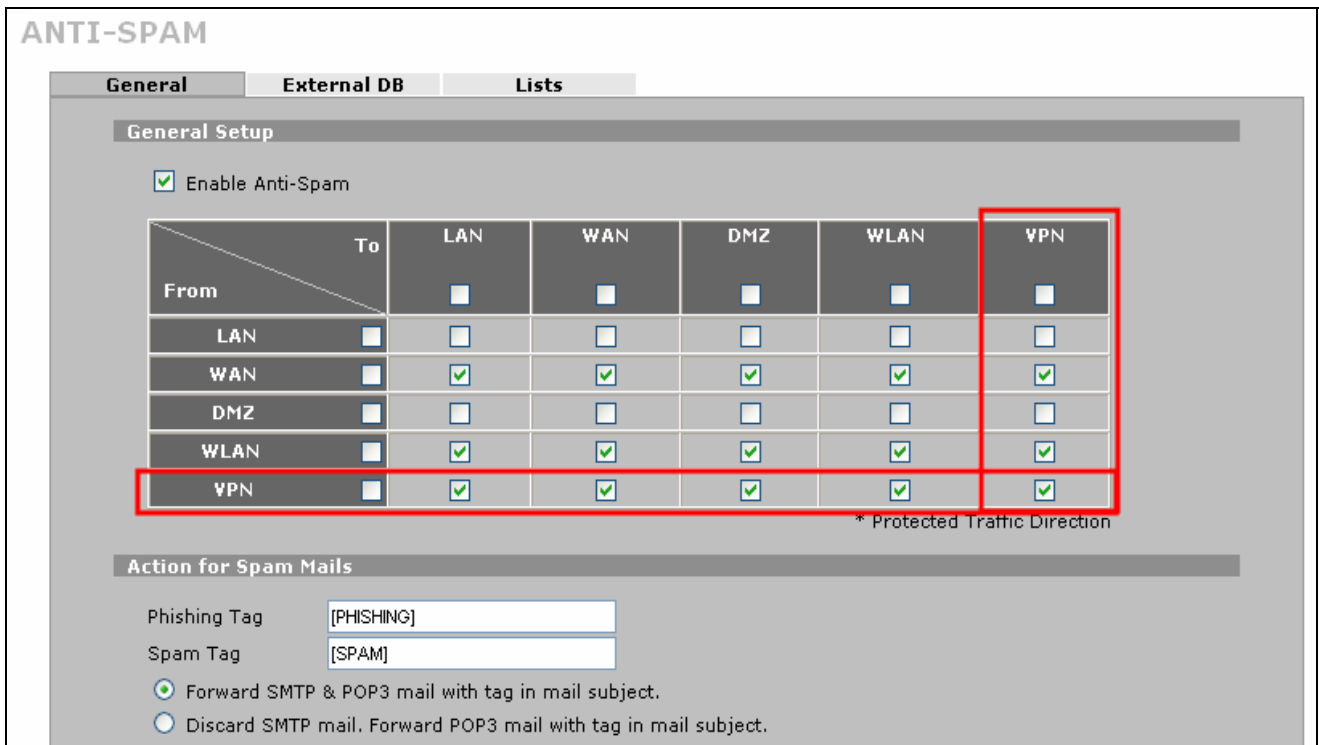 ANTI-SPAM
General External DB Lists
General Setup
Enable Anti-Spam
To LAN WAN DMZ WLAN VPN
From
LAN
WAN
DMZ
WLAN
VPN
* Protected Traffic Direction
Action for Spam Mails
Phishing Tag [PHISHING]
Spam Tag [SPAM]
Forward SMTP & POP3 mail with tag in mail subject.
Discard SMTP mail. Forward POP3 mail with tag in mail subject.